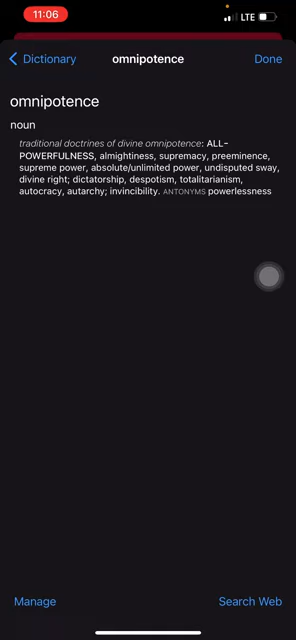 11:06
LTE
Dictionary
omnipotence
Done
omnipotence
noun
traditional doctrines of divine omnipotence: ALL-
POWERFULNESS, almightiness, supremacy, preeminence,
supreme power, absolute/unlimited power, undisputed sway,
divine right; dictatorship, despotism, totalitarianism,
autocracy, autarchy; invincibility. ANTONYMS powerlessness
Manage
Search Web